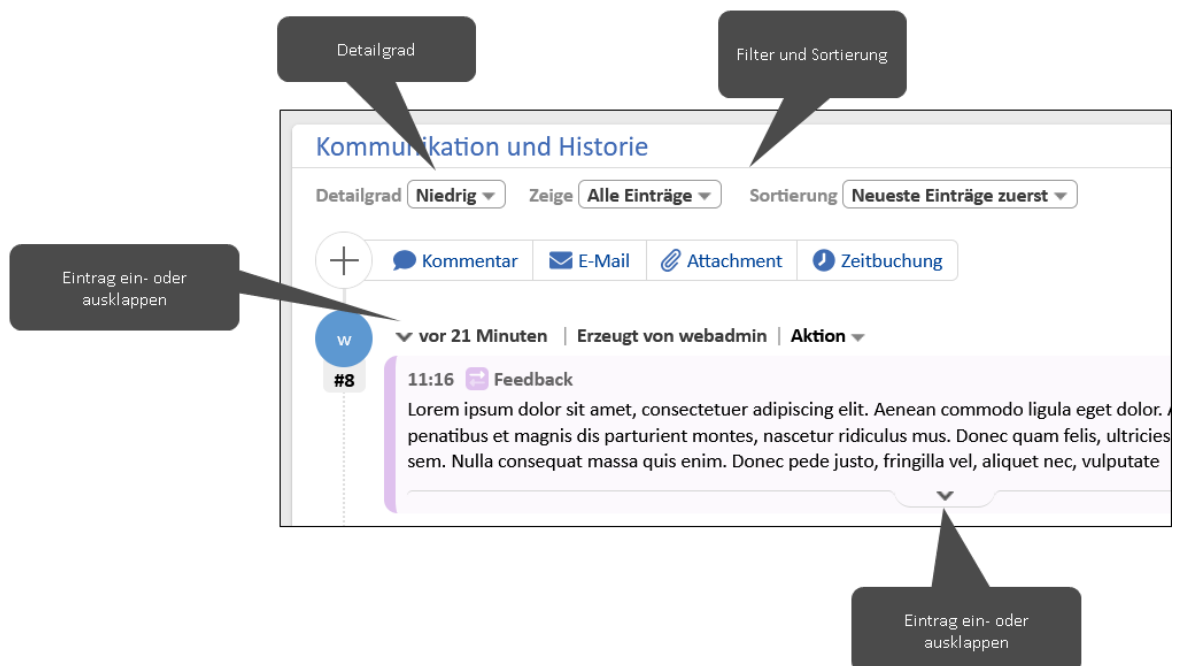 Detailgrad
Filter und Sortierung
Kommunikation und Historie
Detailgrad Niedrig Zeige Alle Einträge Sortierung Neueste Einträge zuerst
Kommentar E-Mail Attachment Zeitbuchung
Eintrag ein- oder
ausklappen
w
vor 21 Minuten | Erzeugt von webadmin | Aktion
#8
11:16 Feedback
Lorem ipsum dolor sit amet, consectetuer adipiscing elit. Aenean commodo ligula eget dolor.
penatibus et magnis dis parturient montes, nascetur ridiculus mus. Donec quam felis, ultricies
sem. Nulla consequat massa quis enim. Donec pede justo, fringilla vel, aliquet nec, vulputate
Eintrag ein- oder
ausklappen